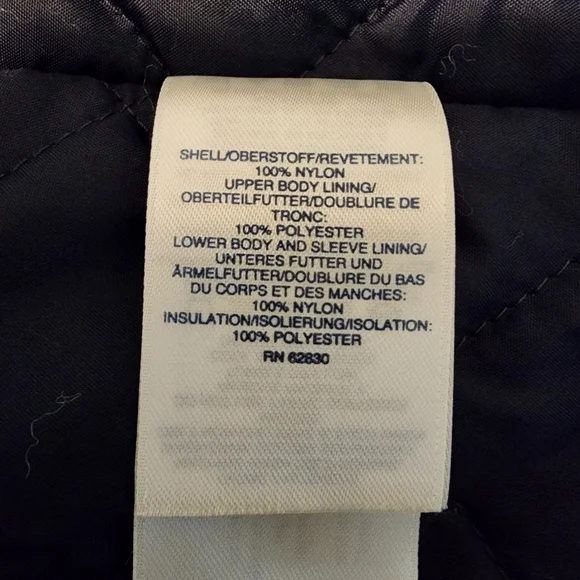 SHELL/OBERSTOFF/REVETEMENT:
100% NYLON
UPPER BODY LINING/
OBERTEILFUTTER/DOUBLURE DE
TRONC:
100% POLYESTER
LOWER BODY AND SLEEVE LINING/
UNTERES FUTTER UND
ÄRMELFUTTER/DOUBLURE DU BAS
DU CORPS ET DES MANCHES:
100% NYLON
INSULATION/ISOLIERUNG/ISOLATION:
100% POLYESTER
RN 62830